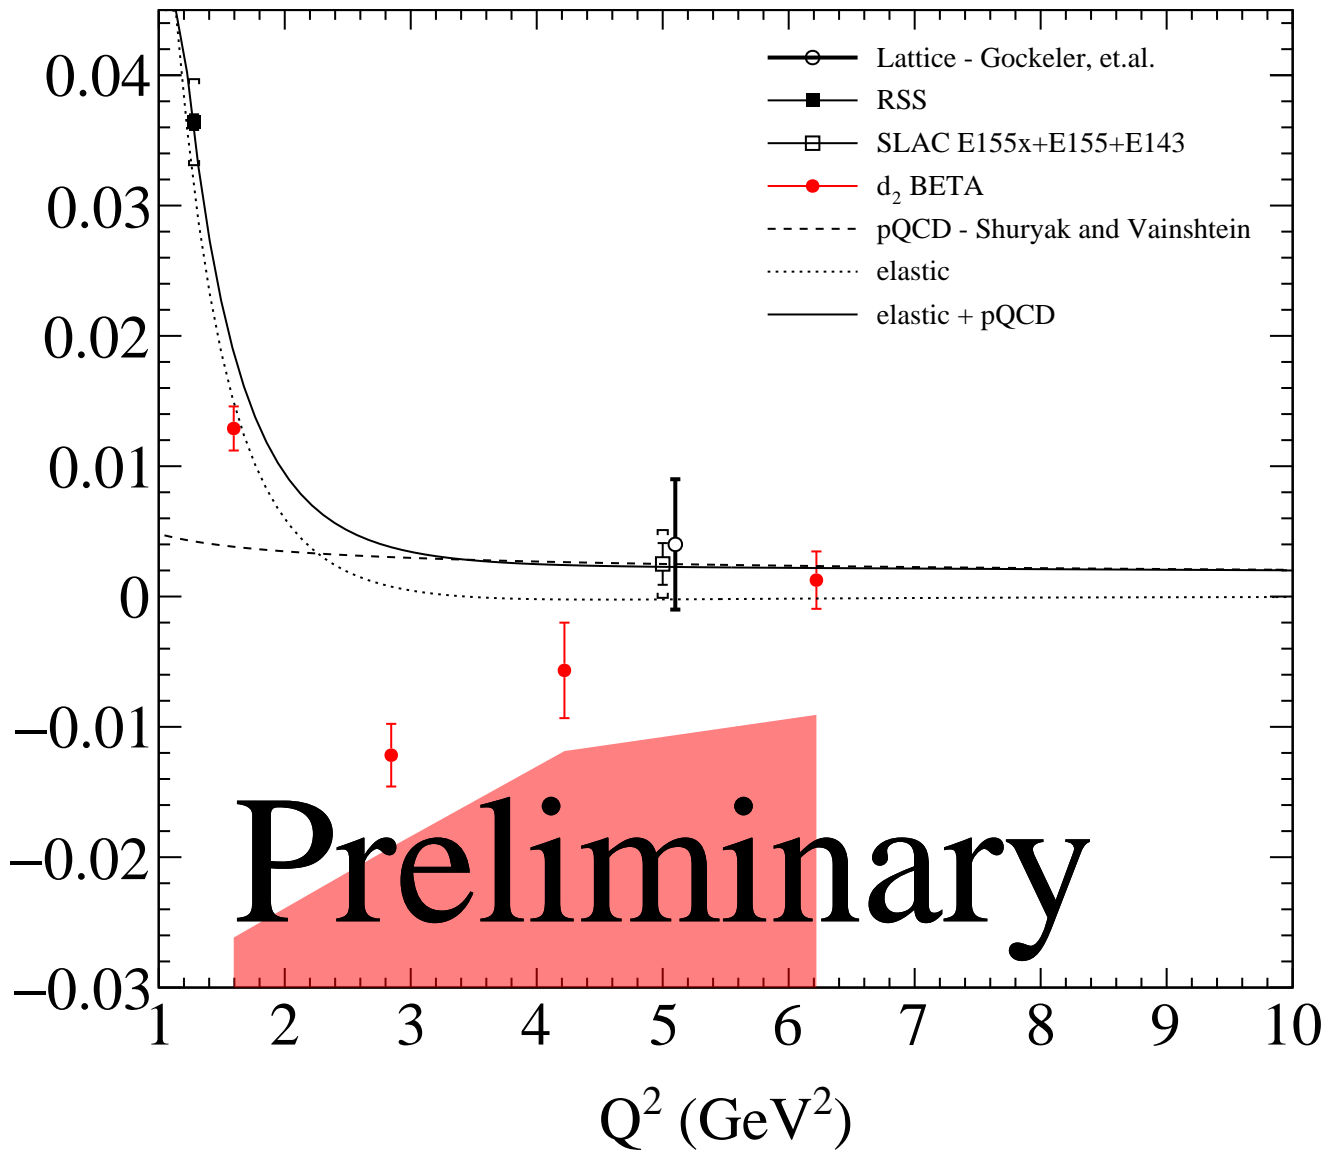 0.04
0.03
0.02
0.01
0
−0.01
−0.02
−0.03
Lattice - Gockeler, et.al.
RSS
SLAC E155x+E155+E143
d₂ BETA
pQCD - Shuryak and Vainshtein
elastic
elastic + pQCD
Preliminary
1 2 3 4 5 6 7 8 9 10
Q² (GeV²)